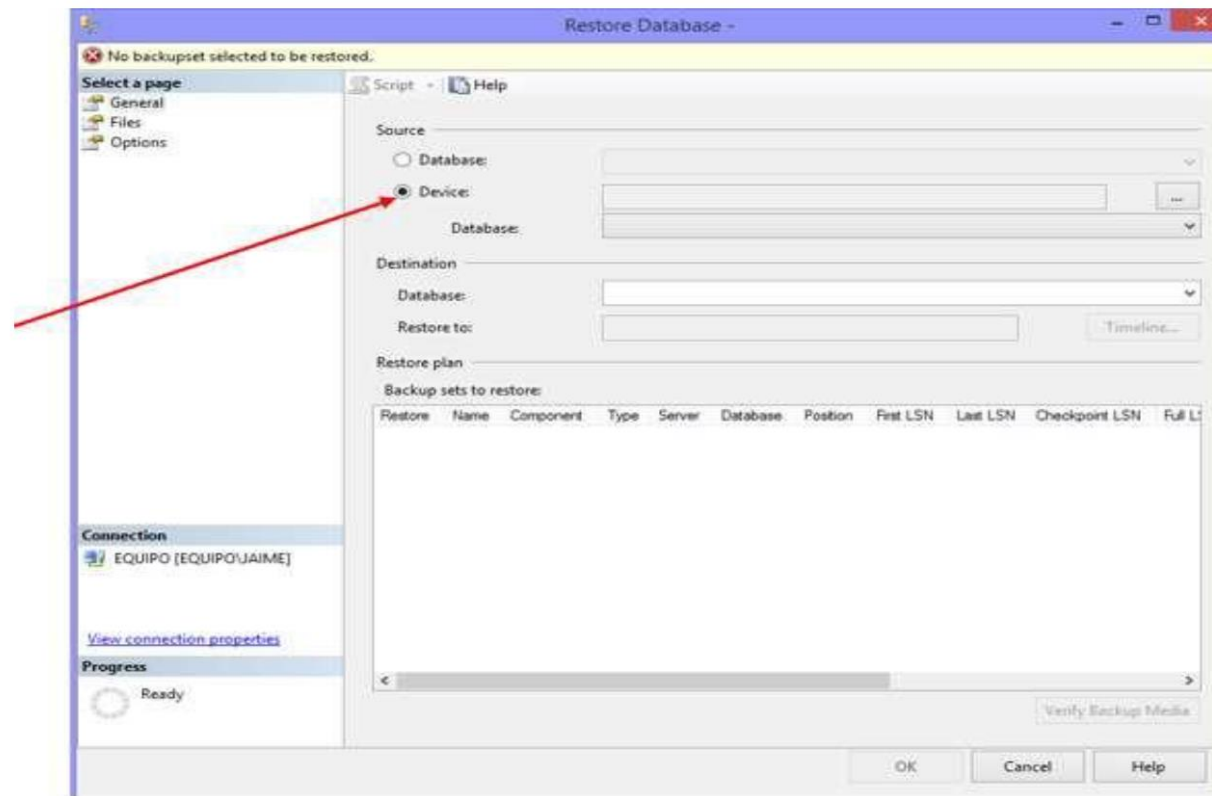 Restore Database -
No backupset selected to be restored.
Select a page
General
Files
Options
Script
Help
Source
Database:
Device:
...
Database:
Destination
Database:
Restore to:
Timeline...
Restore plan
Backup sets to restore:
Restore Name Component Type Server Database Position First LSN Last LSN Checkpoint LSN Full L
Connection
EQUIPO [EQUIPO\JAIME]
View connection properties
Progress
Ready
Verify Backup Media
OK
Cancel
Help